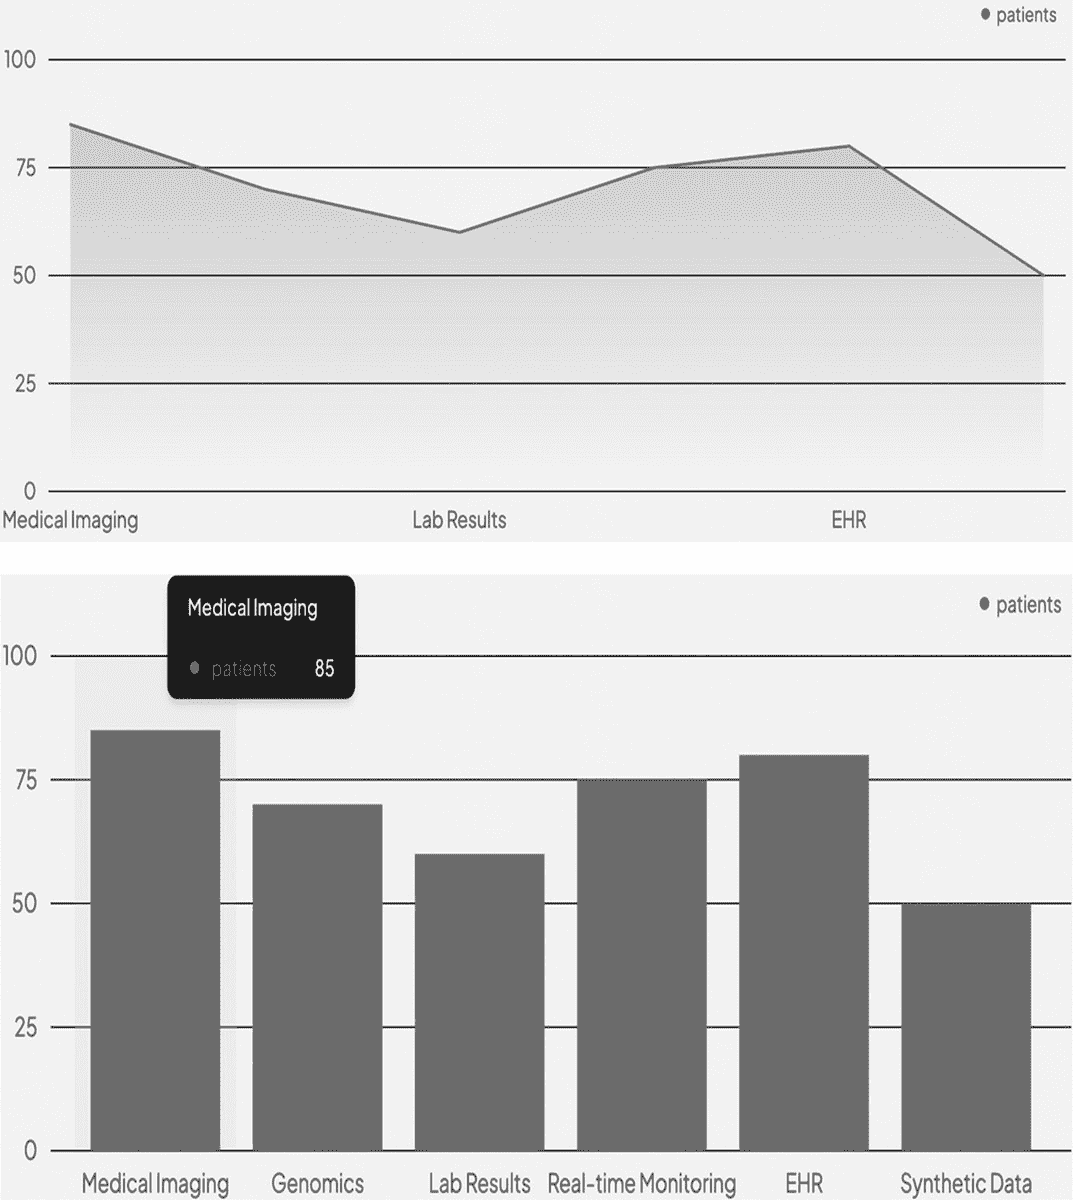 patients
100
75
50
25
0
Medical Imaging Lab Results EHR
Medical Imaging
patients 85
patients
100
75
50
25
0
Medical Imaging Genomics Lab Results Real-time Monitoring EHR Synthetic Data